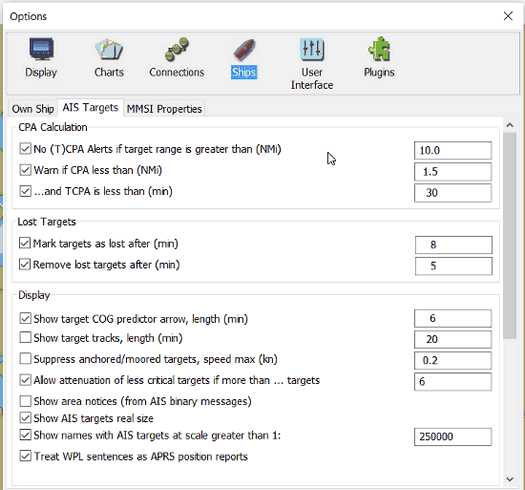 Options
Display Charts Connections Ships User Interface Plugins
Own Ship AIS Targets MMSI Properties
CPA Calculation
No (T)CPA Alerts if target range is greater than (NMi) 10.0
Warn if CPA less than (NMi) 1.5
...and TCPA is less than (min) 30
Lost Targets
Mark targets as lost after (min) 8
Remove lost targets after (min) 5
Display
Show target COG predictor arrow, length (min) 6
Show target tracks, length (min) 20
Suppress anchored/moored targets, speed max (kn) 0.2
Allow attenuation of less critical targets if more than ... targets 6
Show area notices (from AIS binary messages)
Show AIS targets real size
Show names with AIS targets at scale greater than 1: 250000
Treat WPL sentences as APRS position reports